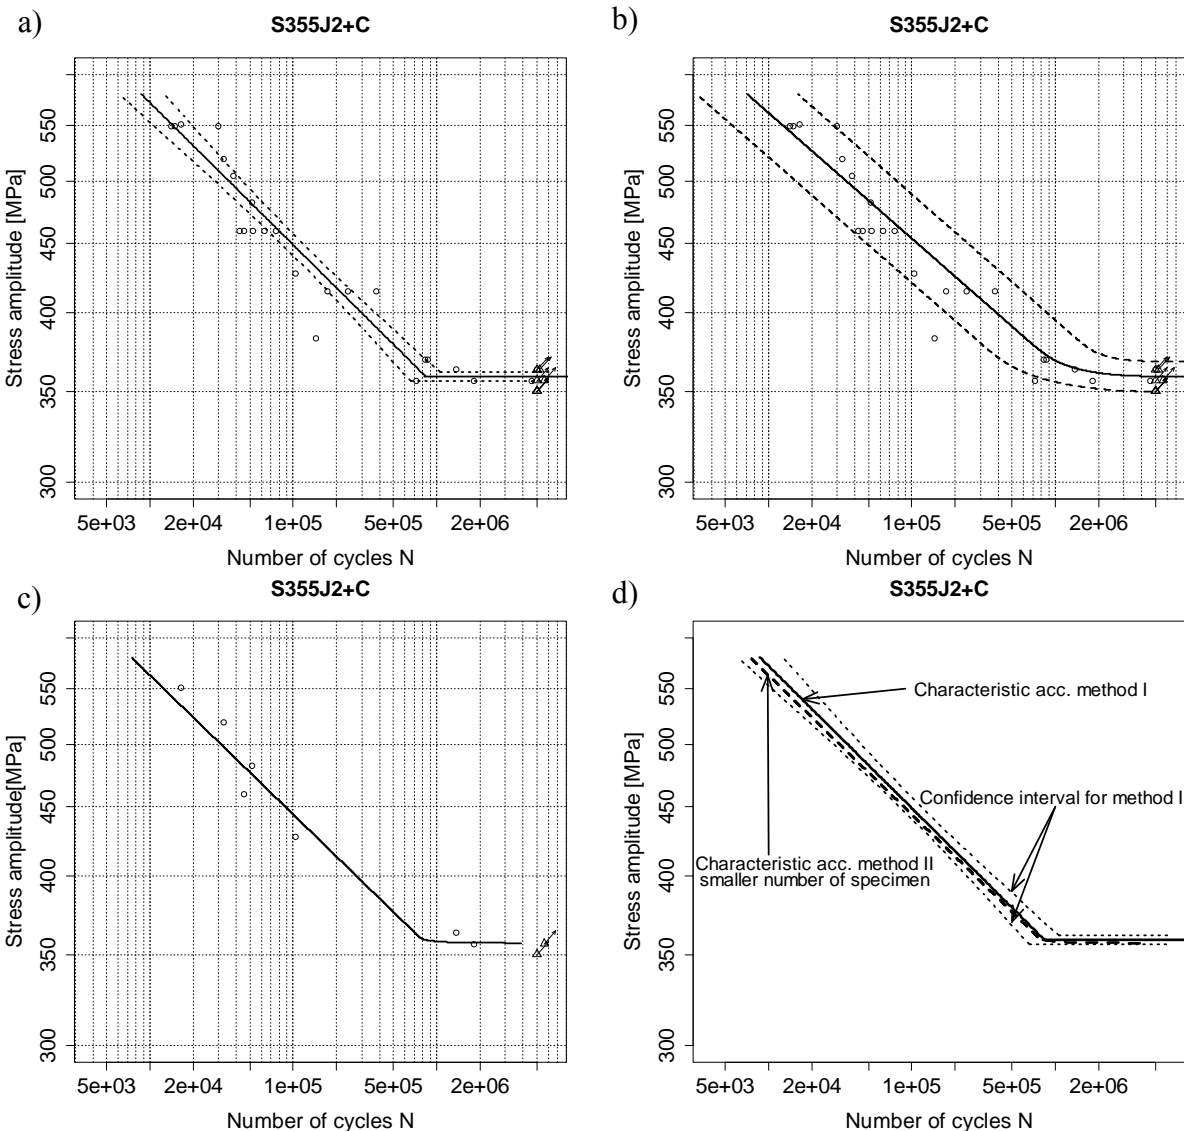 a)
S355J2+C
Stress amplitude [MPa]
550
500
450
400
350
300
5e+03 2e+04 1e+05 5e+05 2e+06
Number of cycles N
b)
S355J2+C
Stress amplitude [MPa]
550
500
450
400
350
300
5e+03 2e+04 1e+05 5e+05 2e+06
Number of cycles N
c)
S355J2+C
Stress amplitude[MPa]
550
500
450
400
350
300
5e+03 2e+04 1e+05 5e+05 2e+06
Number of cycles N
d)
S355J2+C
Stress amplitude [MPa]
550
500
450
400
350
300
Characteristic acc. method I
Confidence interval for method I
Characteristic acc. method II
smaller number of specimen
5e+03 2e+04 1e+05 5e+05 2e+06
Number of cycles N